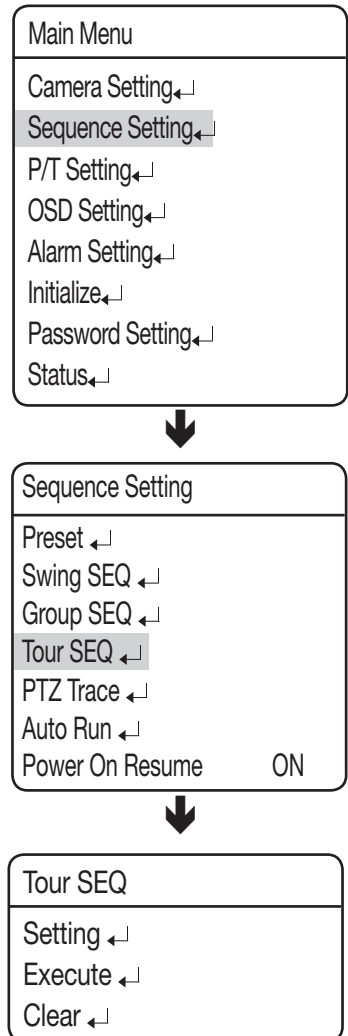 Main Menu
Camera Setting↵
Sequence Setting↵
P/T Setting↵
OSD Setting↵
Alarm Setting↵
Initialize↵
Password Setting↵
Status↵
Sequence Setting
Preset ↵
Swing SEQ ↵
Group SEQ ↵
Tour SEQ ↵
PTZ Trace ↵
Auto Run ↵
Power On Resume ON
Tour SEQ
Setting ↵
Execute ↵
Clear ↵